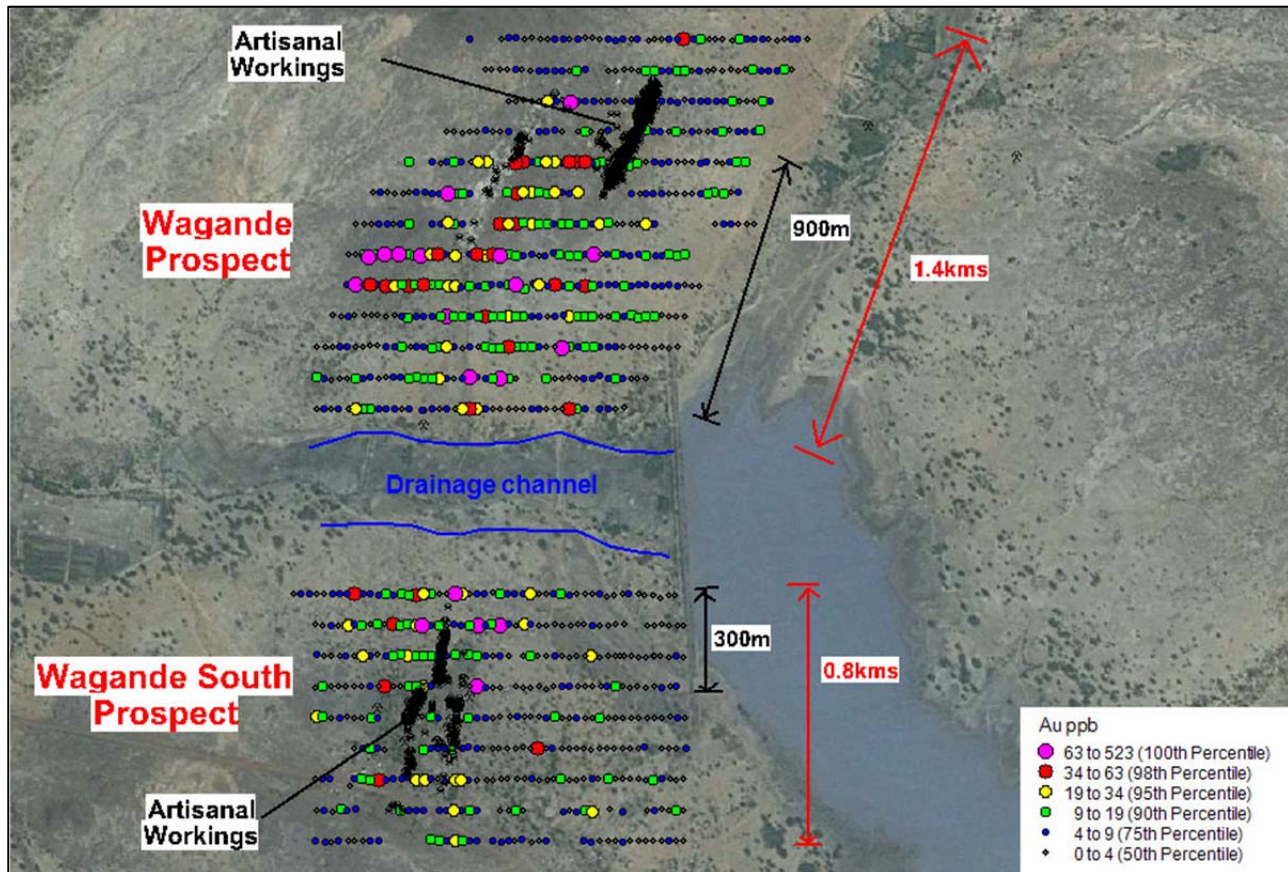 Artisanal
Workings
Wagande
Prospect
900m
1.4kms
Drainage channel
300m
0.8kms
Wagande South
Prospect
Artisanal
Workings
Au ppb
63 to 523 (100th Percentile)
34 to 63 (98th Percentile)
19 to 34 (95th Percentile)
9 to 19 (90th Percentile)
4 to 9 (75th Percentile)
0 to 4 (50th Percentile)